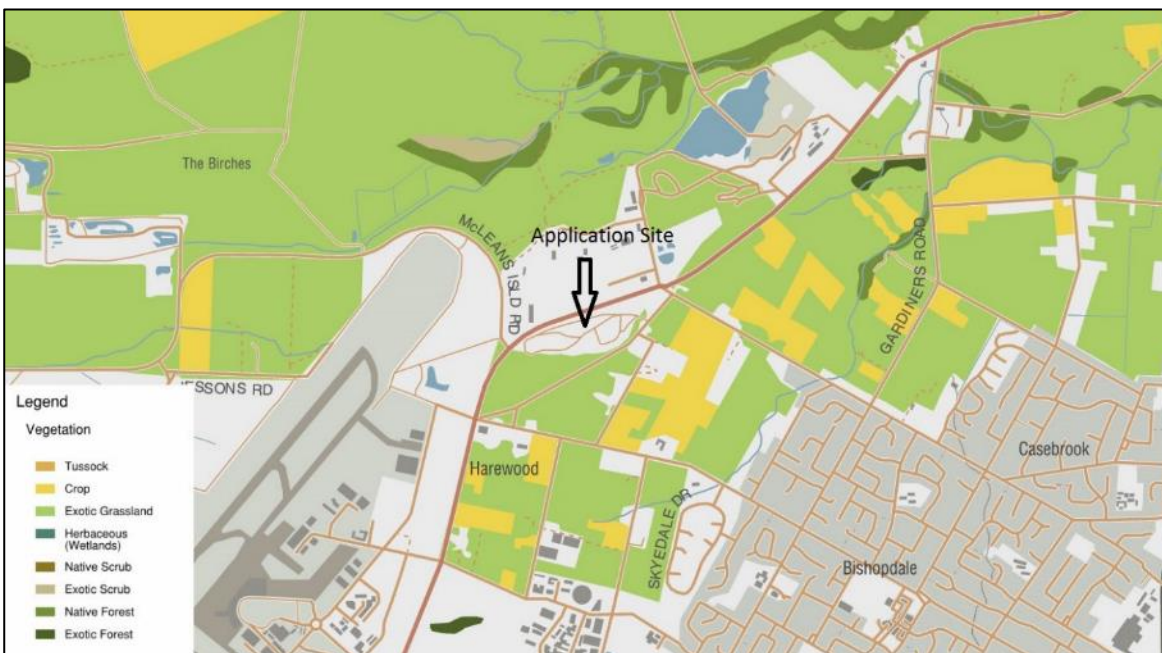 The Birches
McLEANS ISLD RD
Application Site
GARDINERS ROAD
JESSONS RD
Legend
Vegetation
Tussock
Crop
Exotic Grassland
Herbaceous
(Wetlands)
Native Scrub
Exotic Scrub
Native Forest
Exotic Forest
Harewood
SKYEDALE DR
Casebrook
Bishopdale